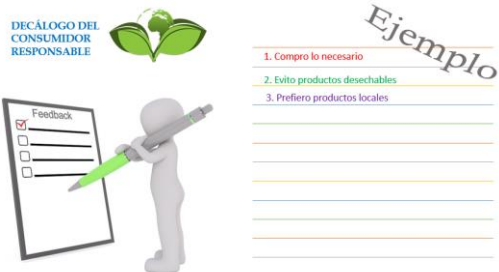 DECÁLOGO DEL
CONSUMIDOR
RESPONSABLE
Feedback
Ejemplo
1. Compro lo necesario
2. Evito productos desechables
3. Prefiero productos locales